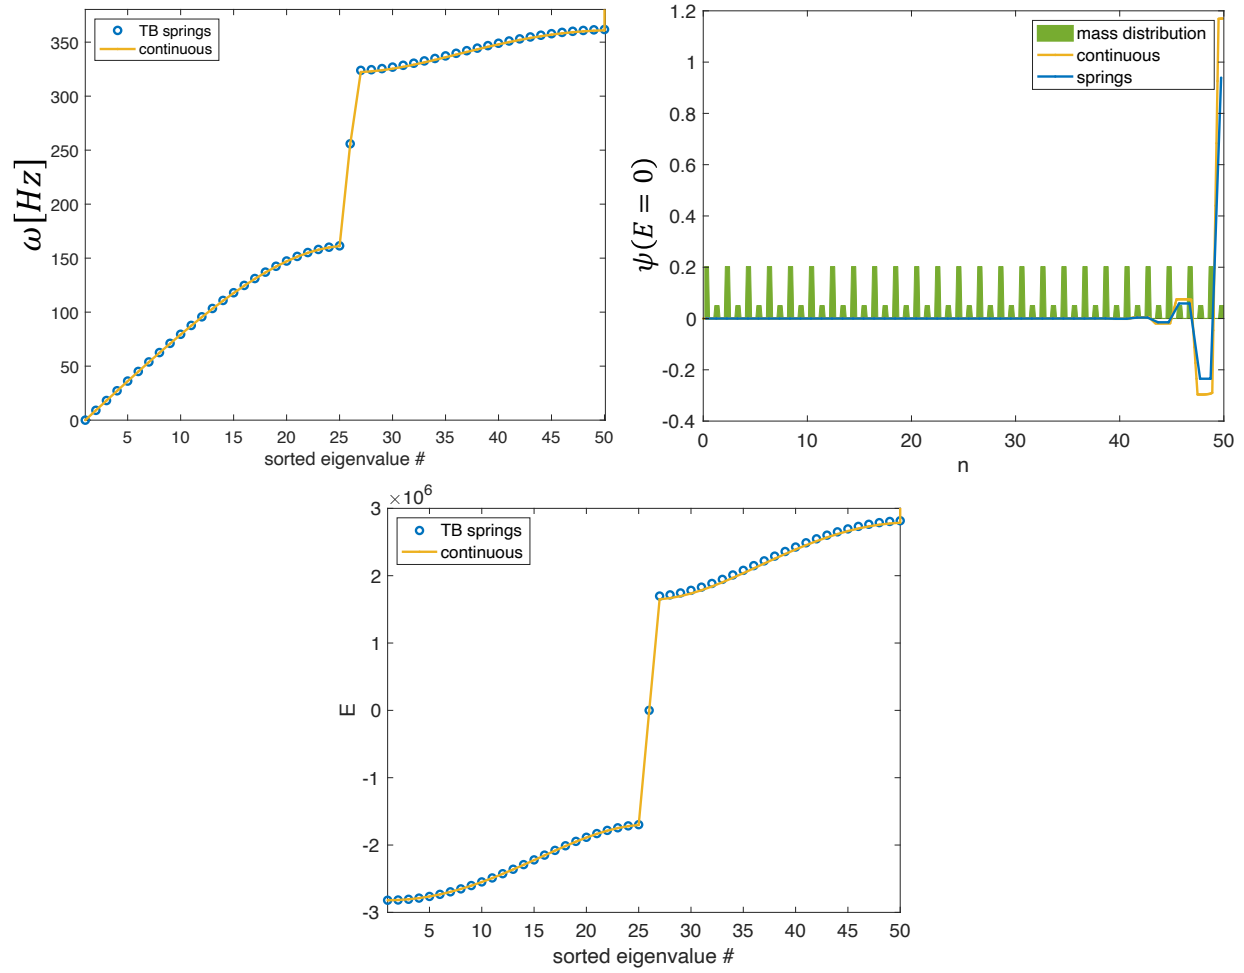 350
300
250
200
150
100
50
0
ω[Hz]
TB springs
continuous
5 10 15 20 25 30 35 40 45 50
sorted eigenvalue #
1.2
1
0.8
0.6
0.4
0.2
0
-0.2
-0.4
ψ(E = 0)
mass distribution
continuous
springs
0 10 20 30 40 50
n
×10⁶
3
2
1
0
-1
-2
-3
E
TB springs
continuous
5 10 15 20 25 30 35 40 45 50
sorted eigenvalue #